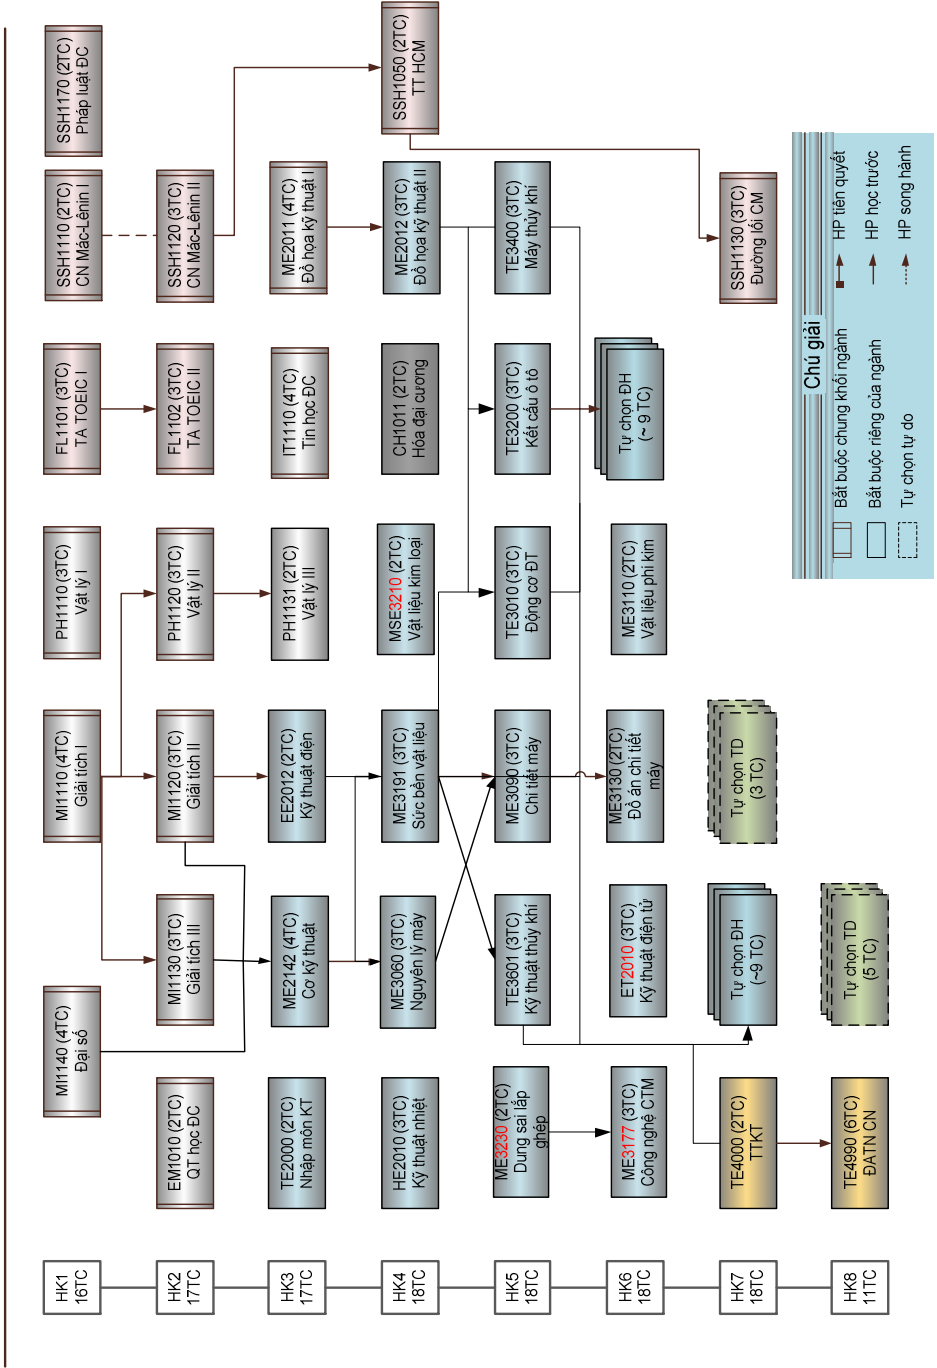 HK1
16TC
MI1140 (4TC)
Đại số
MI1110 (4TC)
Giải tích I
PH1110 (3TC)
Vật lý I
FL1101 (3TC)
TA TOEIC I
SSH1110 (2TC)
CN Mác-Lênin I
SSH1170 (2TC)
Pháp luật ĐC
HK2
17TC
EM1010 (2TC)
QT học ĐC
MI1130 (3TC)
Giải tích III
MI1120 (3TC)
Giải tích II
PH1120 (3TC)
Vật lý II
FL1102 (3TC)
TA TOEIC II
SSH1120 (3TC)
CN Mác-Lênin II
HK3
17TC
TE2000 (2TC)
Nhập môn KT
ME2142 (4TC)
Cơ kỹ thuật
EE2012 (2TC)
Kỹ thuật điện
PH1131 (2TC)
Vật lý III
IT1110 (4TC)
Tin học ĐC
ME2011 (4TC)
Đồ họa kỹ thuật I
HK4
18TC
HE2010 (3TC)
Kỹ thuật nhiệt
ME3060 (3TC)
Nguyên lý máy
ME3191 (3TC)
Sức bền vật liệu
MSE3210 (2TC)
Vật liệu kim loại
CH1011 (2TC)
Hóa đại cương
ME2012 (3TC)
Đồ họa kỹ thuật II
SSH1050 (2TC)
TT HCM
HK5
18TC
ME3230 (2TC)
Dung sai lắp
ghép
TE3601 (3TC)
Kỹ thuật thủy khí
ME3090 (3TC)
Chi tiết máy
TE3010 (3TC)
Động cơ ĐT
TE3200 (3TC)
Kết cấu ô tô
TE3400 (3TC)
Máy thủy khí
HK6
18TC
ME3177 (3TC)
Công nghệ CTM
ET2010 (3TC)
Kỹ thuật điện tử
ME3130 (2TC)
Đồ án chi tiết
máy
ME3110 (2TC)
Vật liệu phi kim
Tự chọn ĐH
(~ 9 TC)
HK7
18TC
TE4000 (2TC)
TTKT
Tự chọn ĐH
(~9 TC)
Tự chọn TD
(3 TC)
SSH1130 (3TC)
Đường lối CM
HK8
11TC
TE4990 (6TC)
ĐATN CN
Tự chọn TD
(5 TC)
Chú giải
Bắt buộc chung khối ngành
HP tiên quyết
Bắt buộc riêng của ngành
HP học trước
Tự chọn tự do
HP song hành